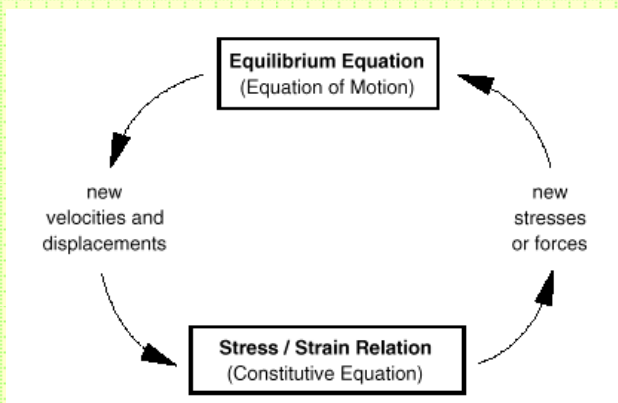 Equilibrium Equation
(Equation of Motion)
new
velocities and
displacements
new
stresses
or forces
Stress / Strain Relation
(Constitutive Equation)